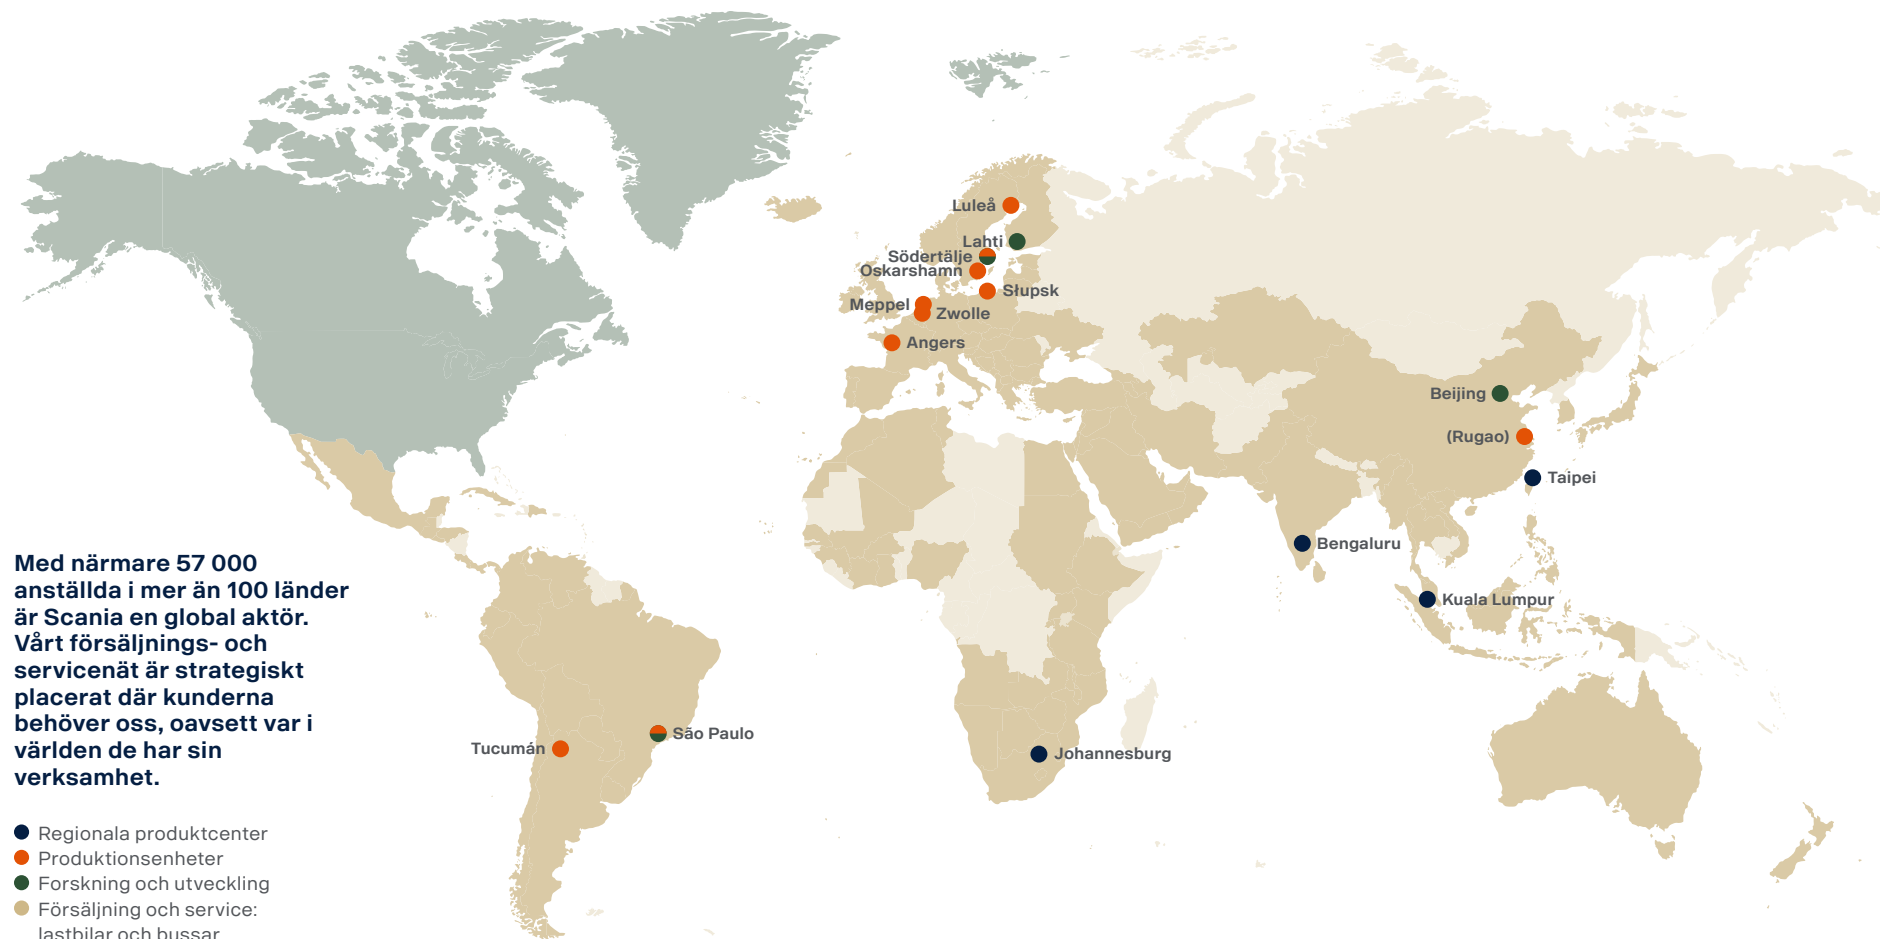 Luleå
Lahti
Södertälje
Oskarshamn
Słupsk
Meppel
Zwolle
Angers
Beijing
(Rugao)
Taipei
Bengaluru
Kuala Lumpur
São Paulo
Tucumán
Johannesburg
Med närmare 57 000
anställda i mer än 100 länder
är Scania en global aktör.
Vårt försäljnings- och
servicenät är strategiskt
placerat där kunderna
behöver oss, oavsett var i
världen de har sin
verksamhet.
Regionala produktcenter
Produktionsenheter
Forskning och utveckling
Försäljning och service:
lastbilar och bussar